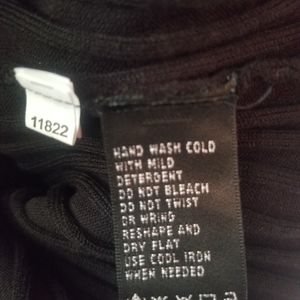 11822
HAND WASH COLD
WITH MILD
DETERGENT
DO NOT BLEACH
DO NOT TWIST
OR WRING
RESHAPE AND
DRY FLAT
USE COOL IRON
WHEN NEEDED